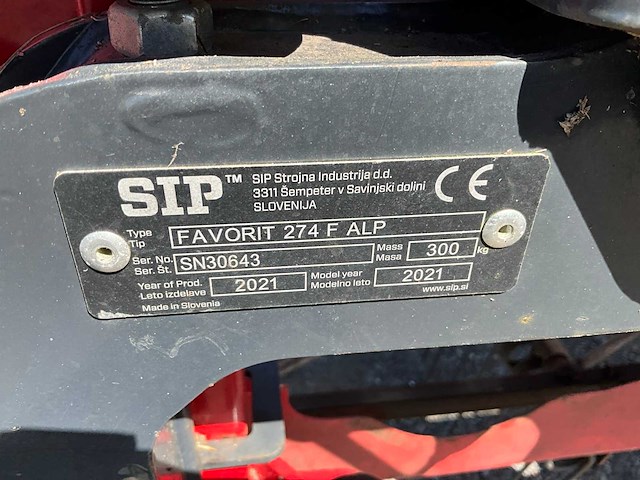 SIP™
SIP Strojna Industrija d.d.
3311 Šempeter v Savinjski dolini
SLOVENIJA
CE
Type
Tip
FAVORIT 274 F ALP
Ser. No.
Ser. Št.
SN30643
Mass
Masa
300
kg
Year of Prod.
Leto izdelave
2021
Model year
Modelno leto
2021
Made in Slovenia
www.sip.si